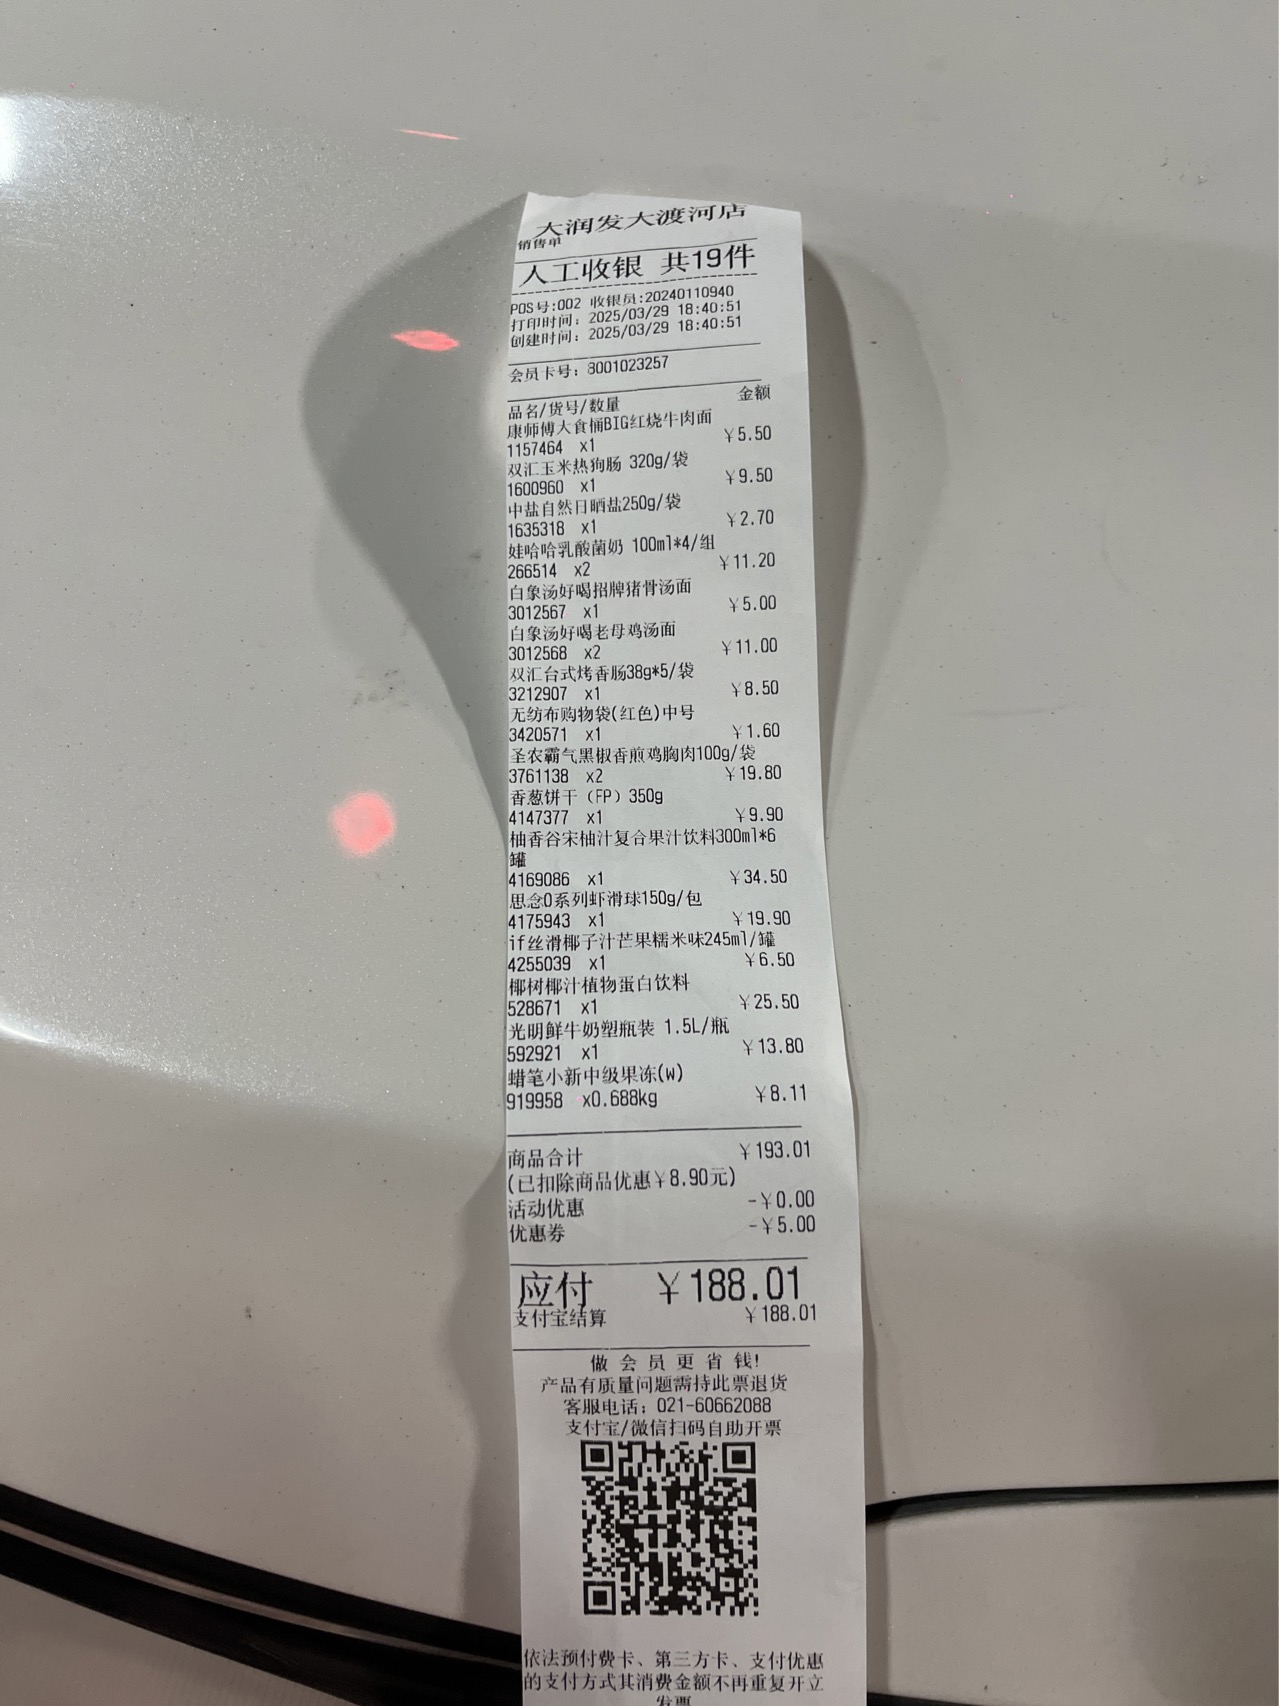 大润发大渡河店
销售单
人工收银 共19件
POS号:002 收银员:20240110940
打印时间: 2025/03/29 18:40:51
创建时间: 2025/03/29 18:40:51
会员卡号: 8001023257
品名/货号/数量 金额
康师傅大食桶BIG红烧牛肉面
1157464 x1 ￥5.50
双汇玉米热狗肠 320g/袋
1600960 x1 ￥9.50
中盐自然日晒盐250g/袋
1635318 x1 ￥2.70
娃哈哈乳酸菌奶 100ml*4/组
266514 x2 ￥11.20
白象汤好喝招牌猪骨汤面
3012567 x1 ￥5.00
白象汤好喝老母鸡汤面
3012568 x2 ￥11.00
双汇台式烤香肠38g*5/袋
3212907 x1 ￥8.50
无纺布购物袋(红色)中号
3420571 x1 ￥1.60
圣农霸气黑椒香煎鸡胸肉100g/袋
3761138 x2 ￥19.80
香葱饼干（FP）350g
4147377 x1 ￥9.90
柚香谷宋柚汁复合果汁饮料300ml*6
罐
4169086 x1 ￥34.50
思念0系列虾滑球150g/包
4175943 x1 ￥19.90
if丝滑椰子汁芒果糯米味245ml/罐
4255039 x1 ￥6.50
椰树椰汁植物蛋白饮料
528671 x1 ￥25.50
光明鲜牛奶塑瓶装 1.5L/瓶
592921 x1 ￥13.80
蜡笔小新中级果冻(W)
919958 x0.688kg ￥8.11
商品合计 ￥193.01
(已扣除商品优惠￥8.90元)
活动优惠 -￥0.00
优惠券 -￥5.00
应付 ￥188.01
支付宝结算 ￥188.01
做 会 员 更 省 钱!
产品有质量问题需持此票退货
客服电话: 021-60662088
支付宝/微信扫码自助开票
依法预付费卡、第三方卡、支付优惠
的支付方式其消费金额不再重复开立
发票